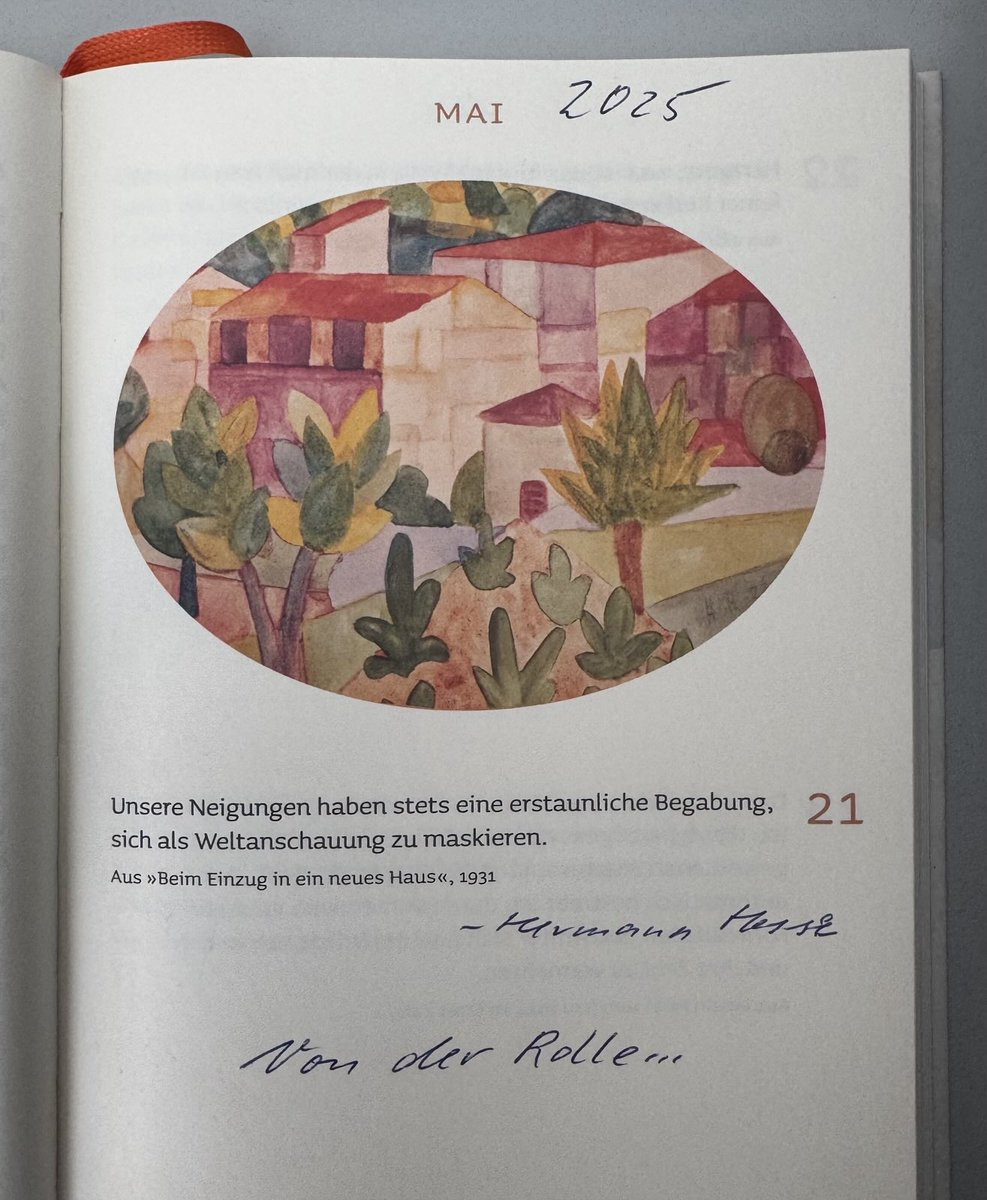 MAI 2025
Unsere Neigungen haben stets eine erstaunliche Begabung,
sich als Weltanschauung zu maskieren.
21
Aus »Beim Einzug in ein neues Haus«, 1931
– Hermann Hesse
Von der Rolle...